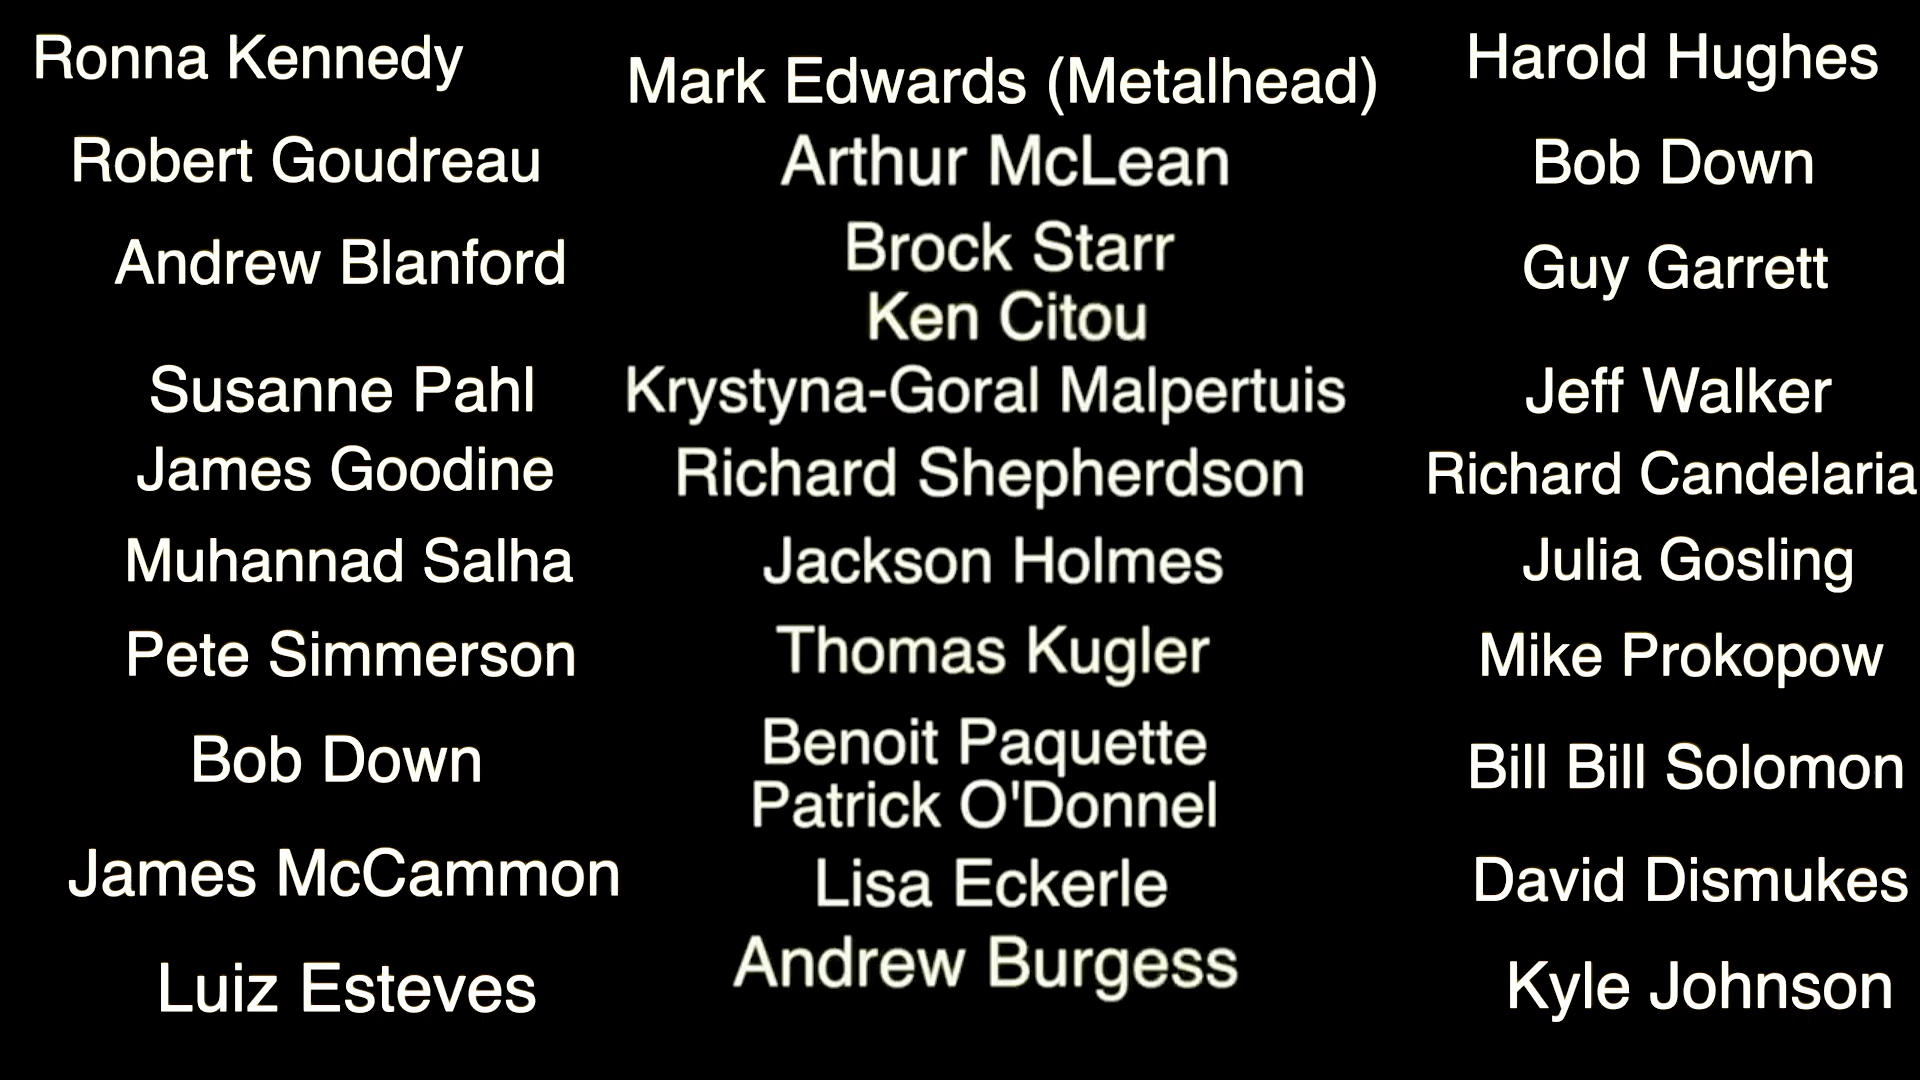 Ronna Kennedy
Robert Goudreau
Andrew Blanford
Susanne Pahl
James Goodine
Muhannad Salha
Pete Simmerson
Bob Down
James McCammon
Luiz Esteves
Mark Edwards (Metalhead)
Arthur McLean
Brock Starr
Ken Citou
Krystyna-Goral Malpertuis
Richard Shepherdson
Jackson Holmes
Thomas Kugler
Benoit Paquette
Patrick O'Donnel
Lisa Eckerle
Andrew Burgess
Harold Hughes
Bob Down
Guy Garrett
Jeff Walker
Richard Candelaria
Julia Gosling
Mike Prokopow
Bill Bill Solomon
David Dismukes
Kyle Johnson